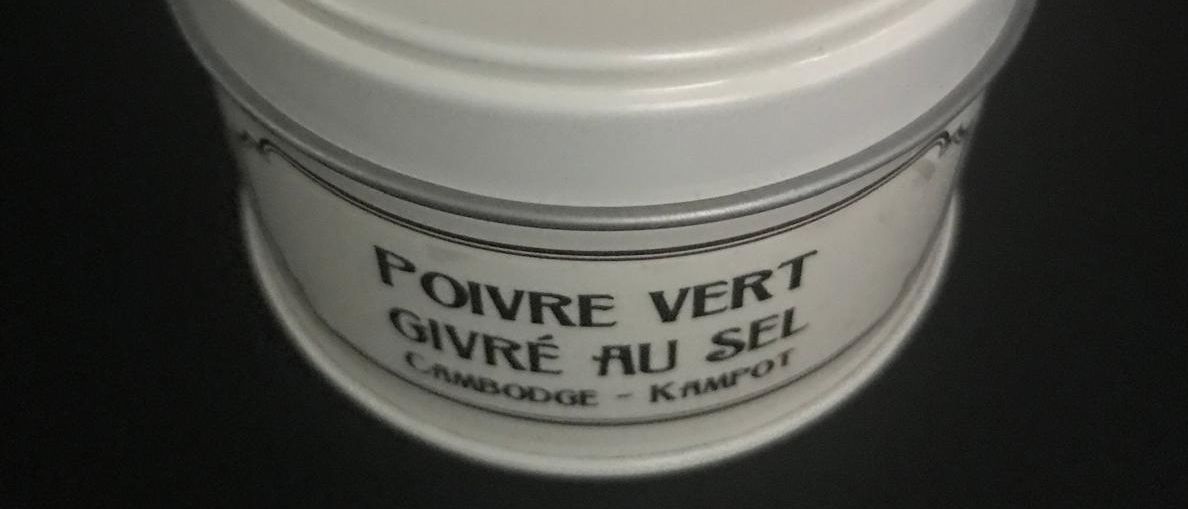 POIVRE VERT
GIVRÉ AU SEL
CAMBODGE - KAMPOT